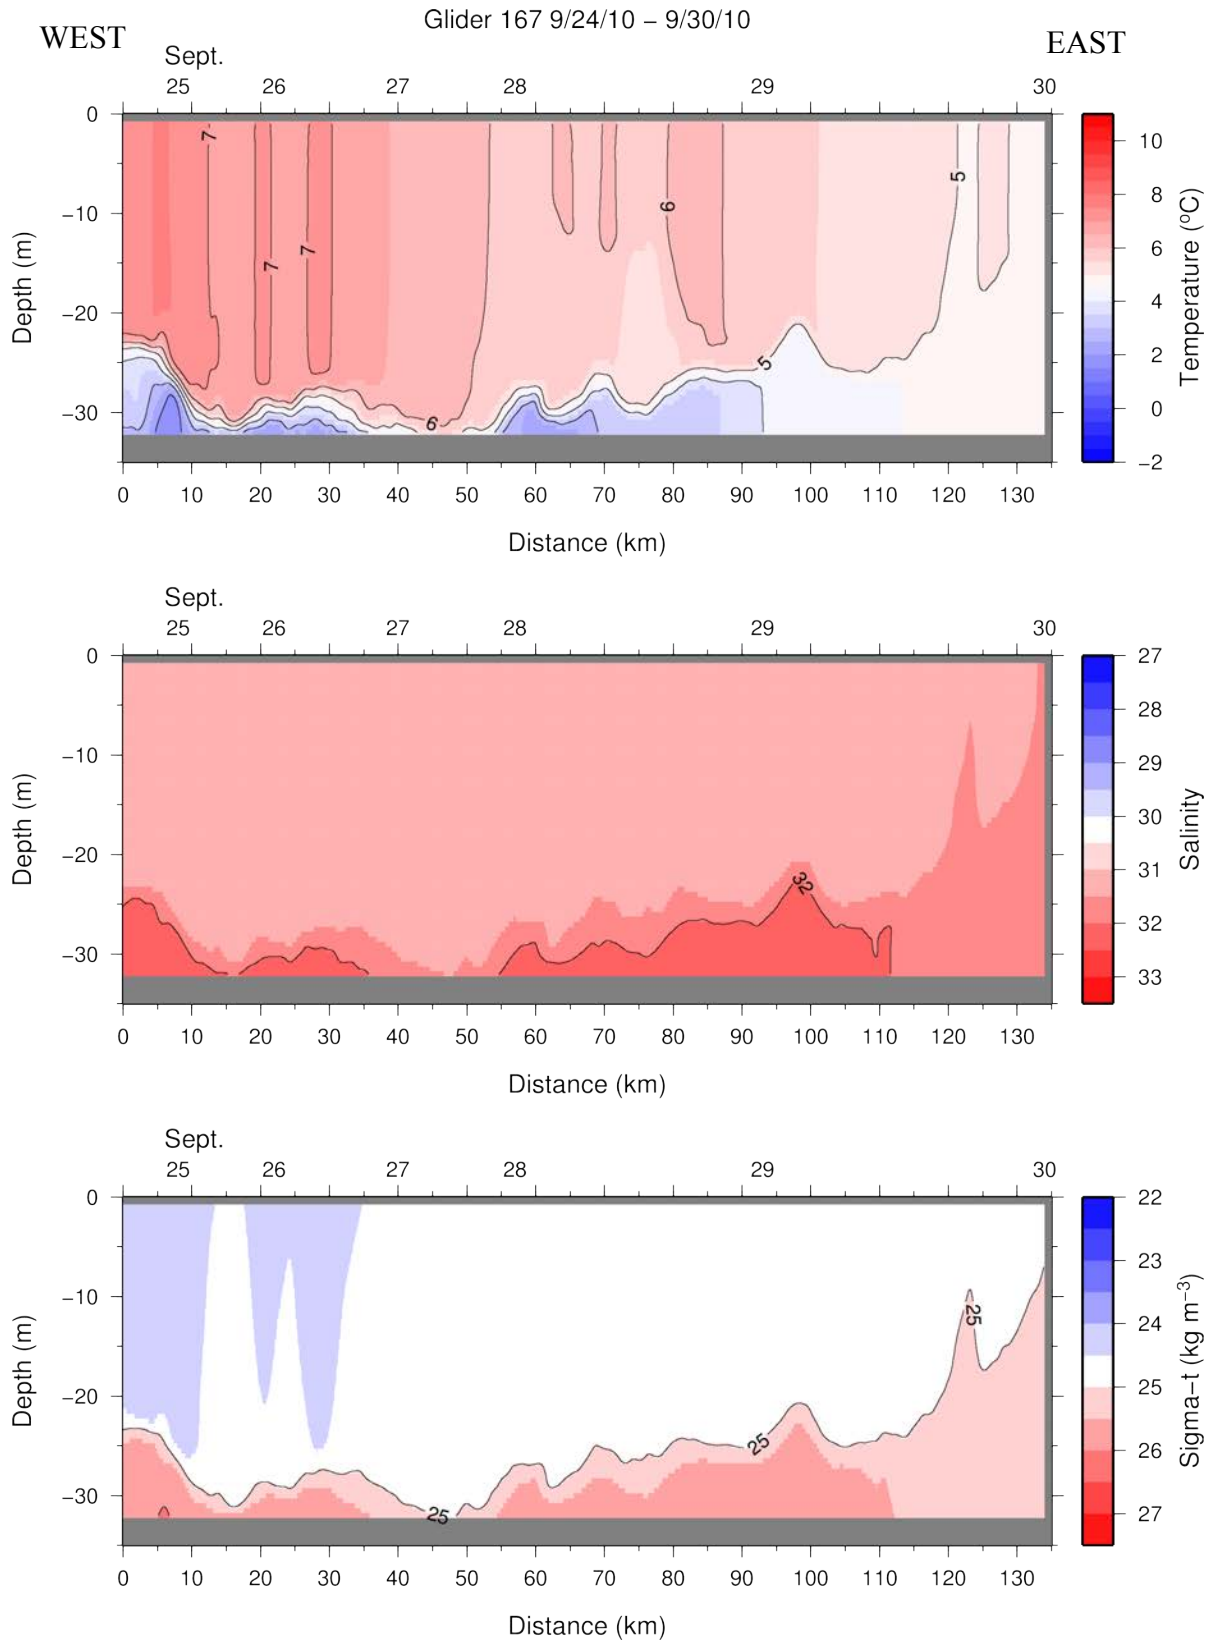 Glider 167 9/24/10 − 9/30/10
WEST
EAST
Sept.
25 26 27 28 29 30
0
−10
−20
−30
Depth (m)
7
7
7
6
6
5
5
10
8
6
4
2
0
−2
Temperature (°C)
0 10 20 30 40 50 60 70 80 90 100 110 120 130
Distance (km)
Sept.
25 26 27 28 29 30
0
−10
−20
−30
Depth (m)
32
27
28
29
30
31
32
33
Salinity
0 10 20 30 40 50 60 70 80 90 100 110 120 130
Distance (km)
Sept.
25 26 27 28 29 30
0
−10
−20
−30
Depth (m)
25
25
25
22
23
24
25
26
27
Sigma−t (kg m⁻³)
0 10 20 30 40 50 60 70 80 90 100 110 120 130
Distance (km)